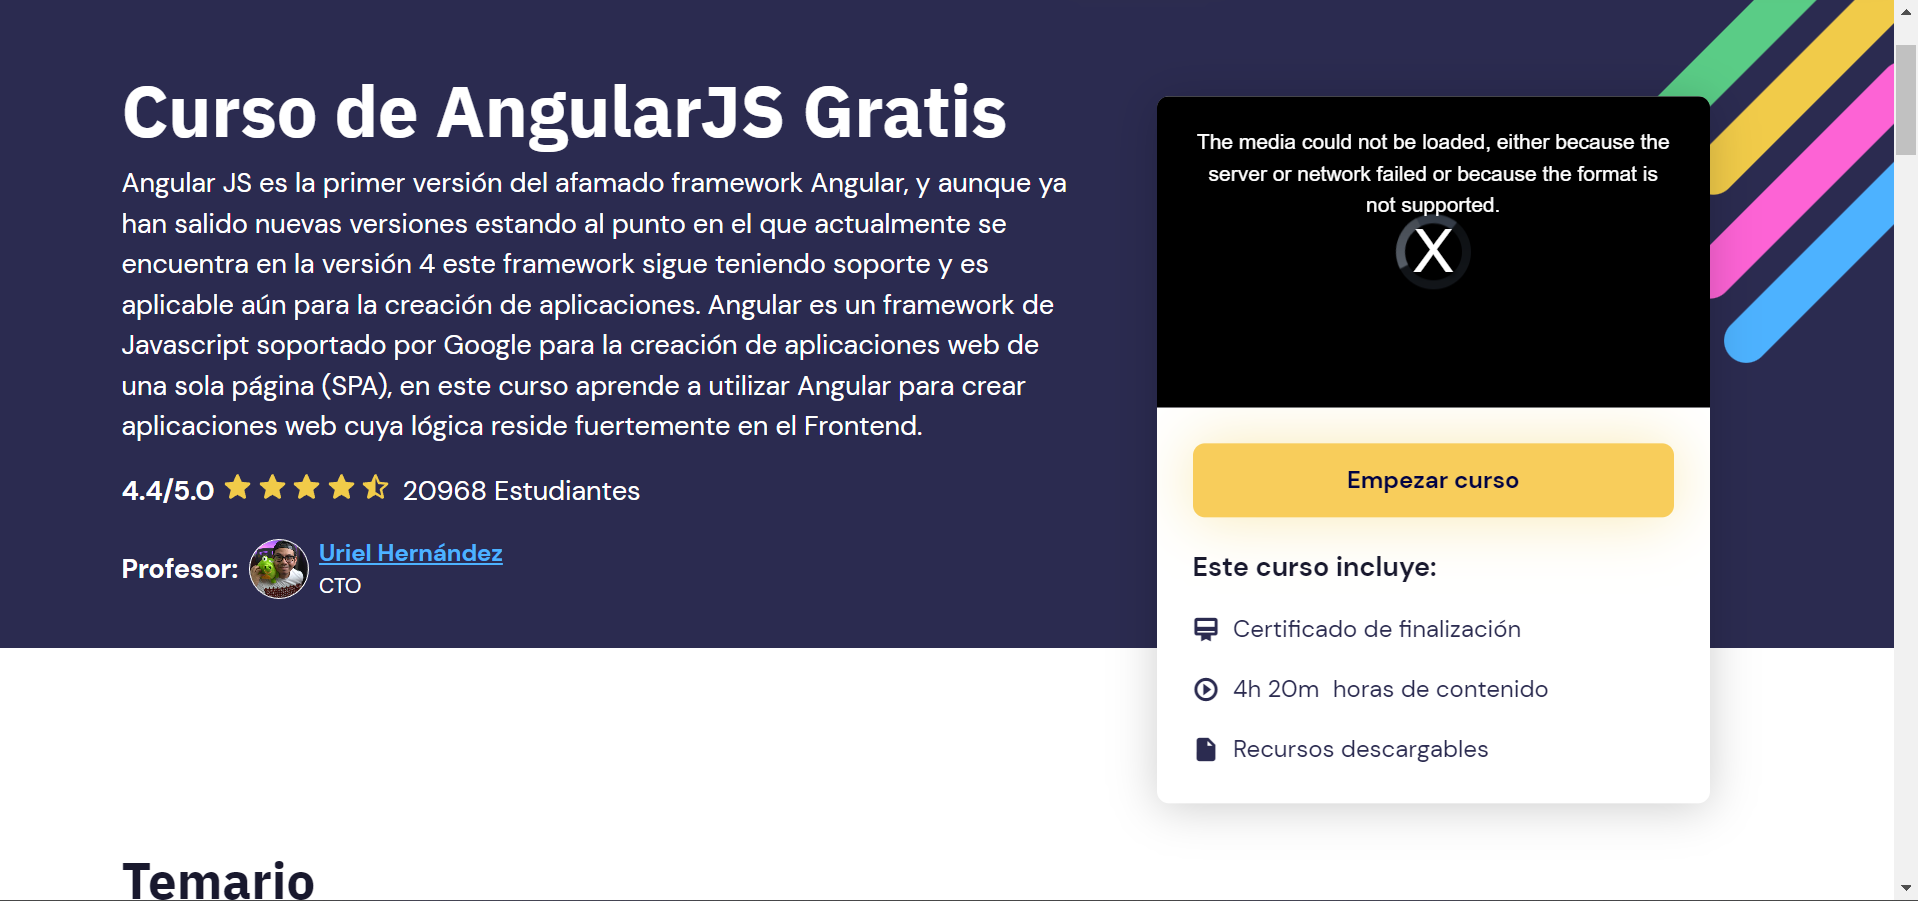 Curso de AngularJS Gratis
Angular JS es la primer versión del afamado framework Angular, y aunque ya
han salido nuevas versiones estando al punto en el que actualmente se
encuentra en la versión 4 este framework sigue teniendo soporte y es
aplicable aún para la creación de aplicaciones. Angular es un framework de
Javascript soportado por Google para la creación de aplicaciones web de
una sola página (SPA), en este curso aprende a utilizar Angular para crear
aplicaciones web cuya lógica reside fuertemente en el Frontend.
4.4/5.0 20968 Estudiantes
Profesor: Uriel Hernández
CTO
The media could not be loaded, either because the
server or network failed or because the format is
not supported.
X
Empezar curso
Este curso incluye:
Certificado de finalización
4h 20m horas de contenido
Recursos descargables
Temario